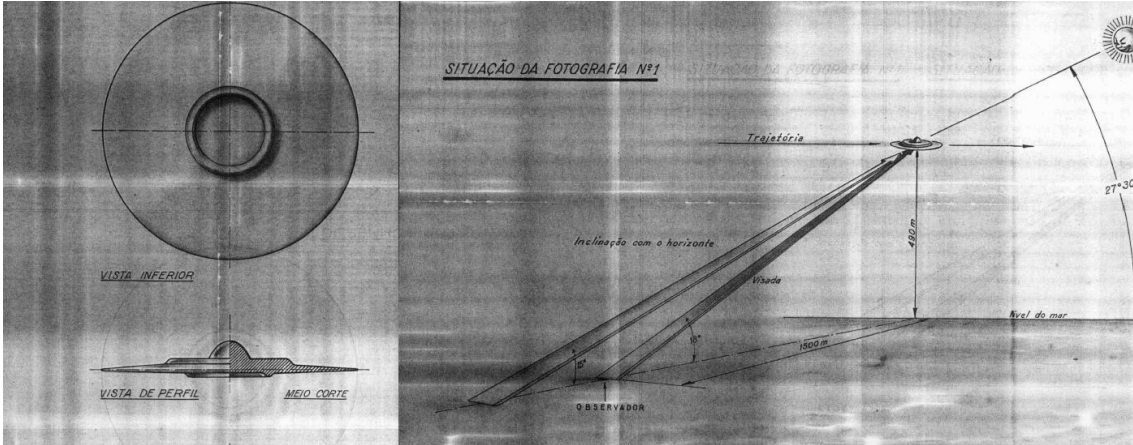 SITUAÇÃO DA FOTOGRAFIA Nº1
Trajetória
27°30
490 m
Inclinação com o horizonte
Visada
VISTA INFERIOR
Nível do mar
1500 m
VISTA DE PERFIL
MEIO CORTE
OBSERVADOR